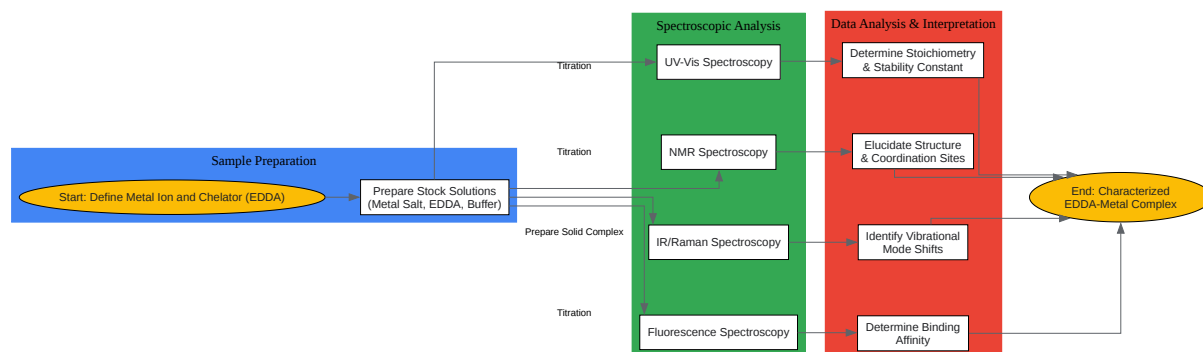 Sample Preparation
Start: Define Metal Ion and Chelator (EDDA)
Prepare Stock Solutions
(Metal Salt, EDDA, Buffer)
Titration
Titration
Prepare Solid Complex
Titration
Spectroscopic Analysis
UV-Vis Spectroscopy
NMR Spectroscopy
IR/Raman Spectroscopy
Fluorescence Spectroscopy
Data Analysis & Interpretation
Determine Stoichiometry
& Stability Constant
Elucidate Structure
& Coordination Sites
Identify Vibrational
Mode Shifts
Determine Binding
Affinity
End: Characterized
EDDA-Metal Complex